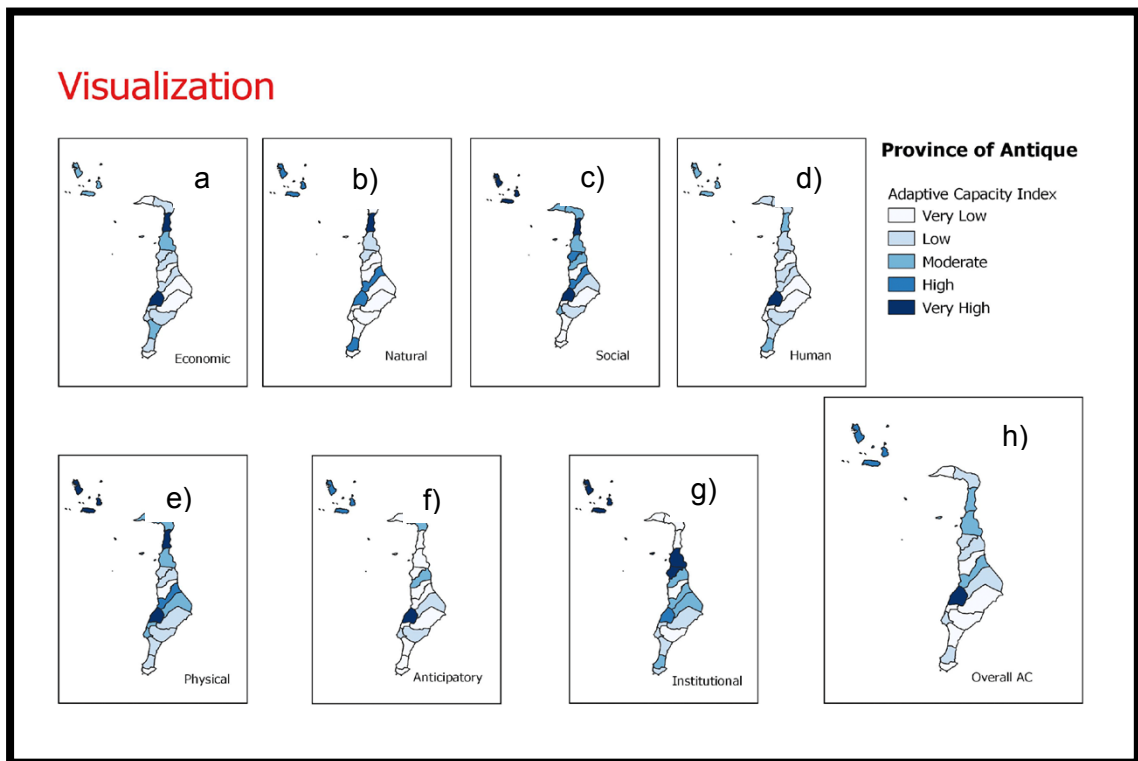 Visualization
a
Economic
b)
Natural
c)
Social
d)
Human
Province of Antique
Adaptive Capacity Index
Very Low
Low
Moderate
High
Very High
e)
Physical
f)
Anticipatory
g)
Institutional
h)
Overall AC